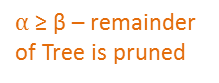 α ≥ β – remainder
of Tree is pruned